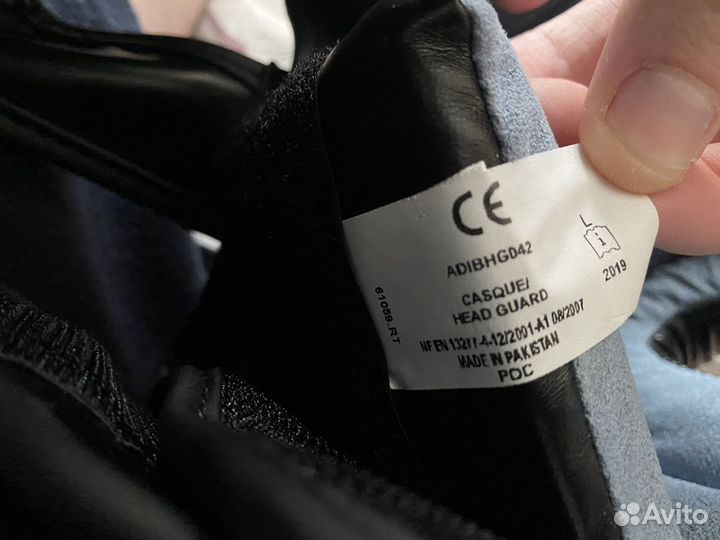 CE
ADIBHG042
CASQUE/
HEAD GUARD
NF EN 13277-4-12/2001-A1 08/2007
MADE IN PAKISTAN
POC
61059.RT
L
i
2019
Avito